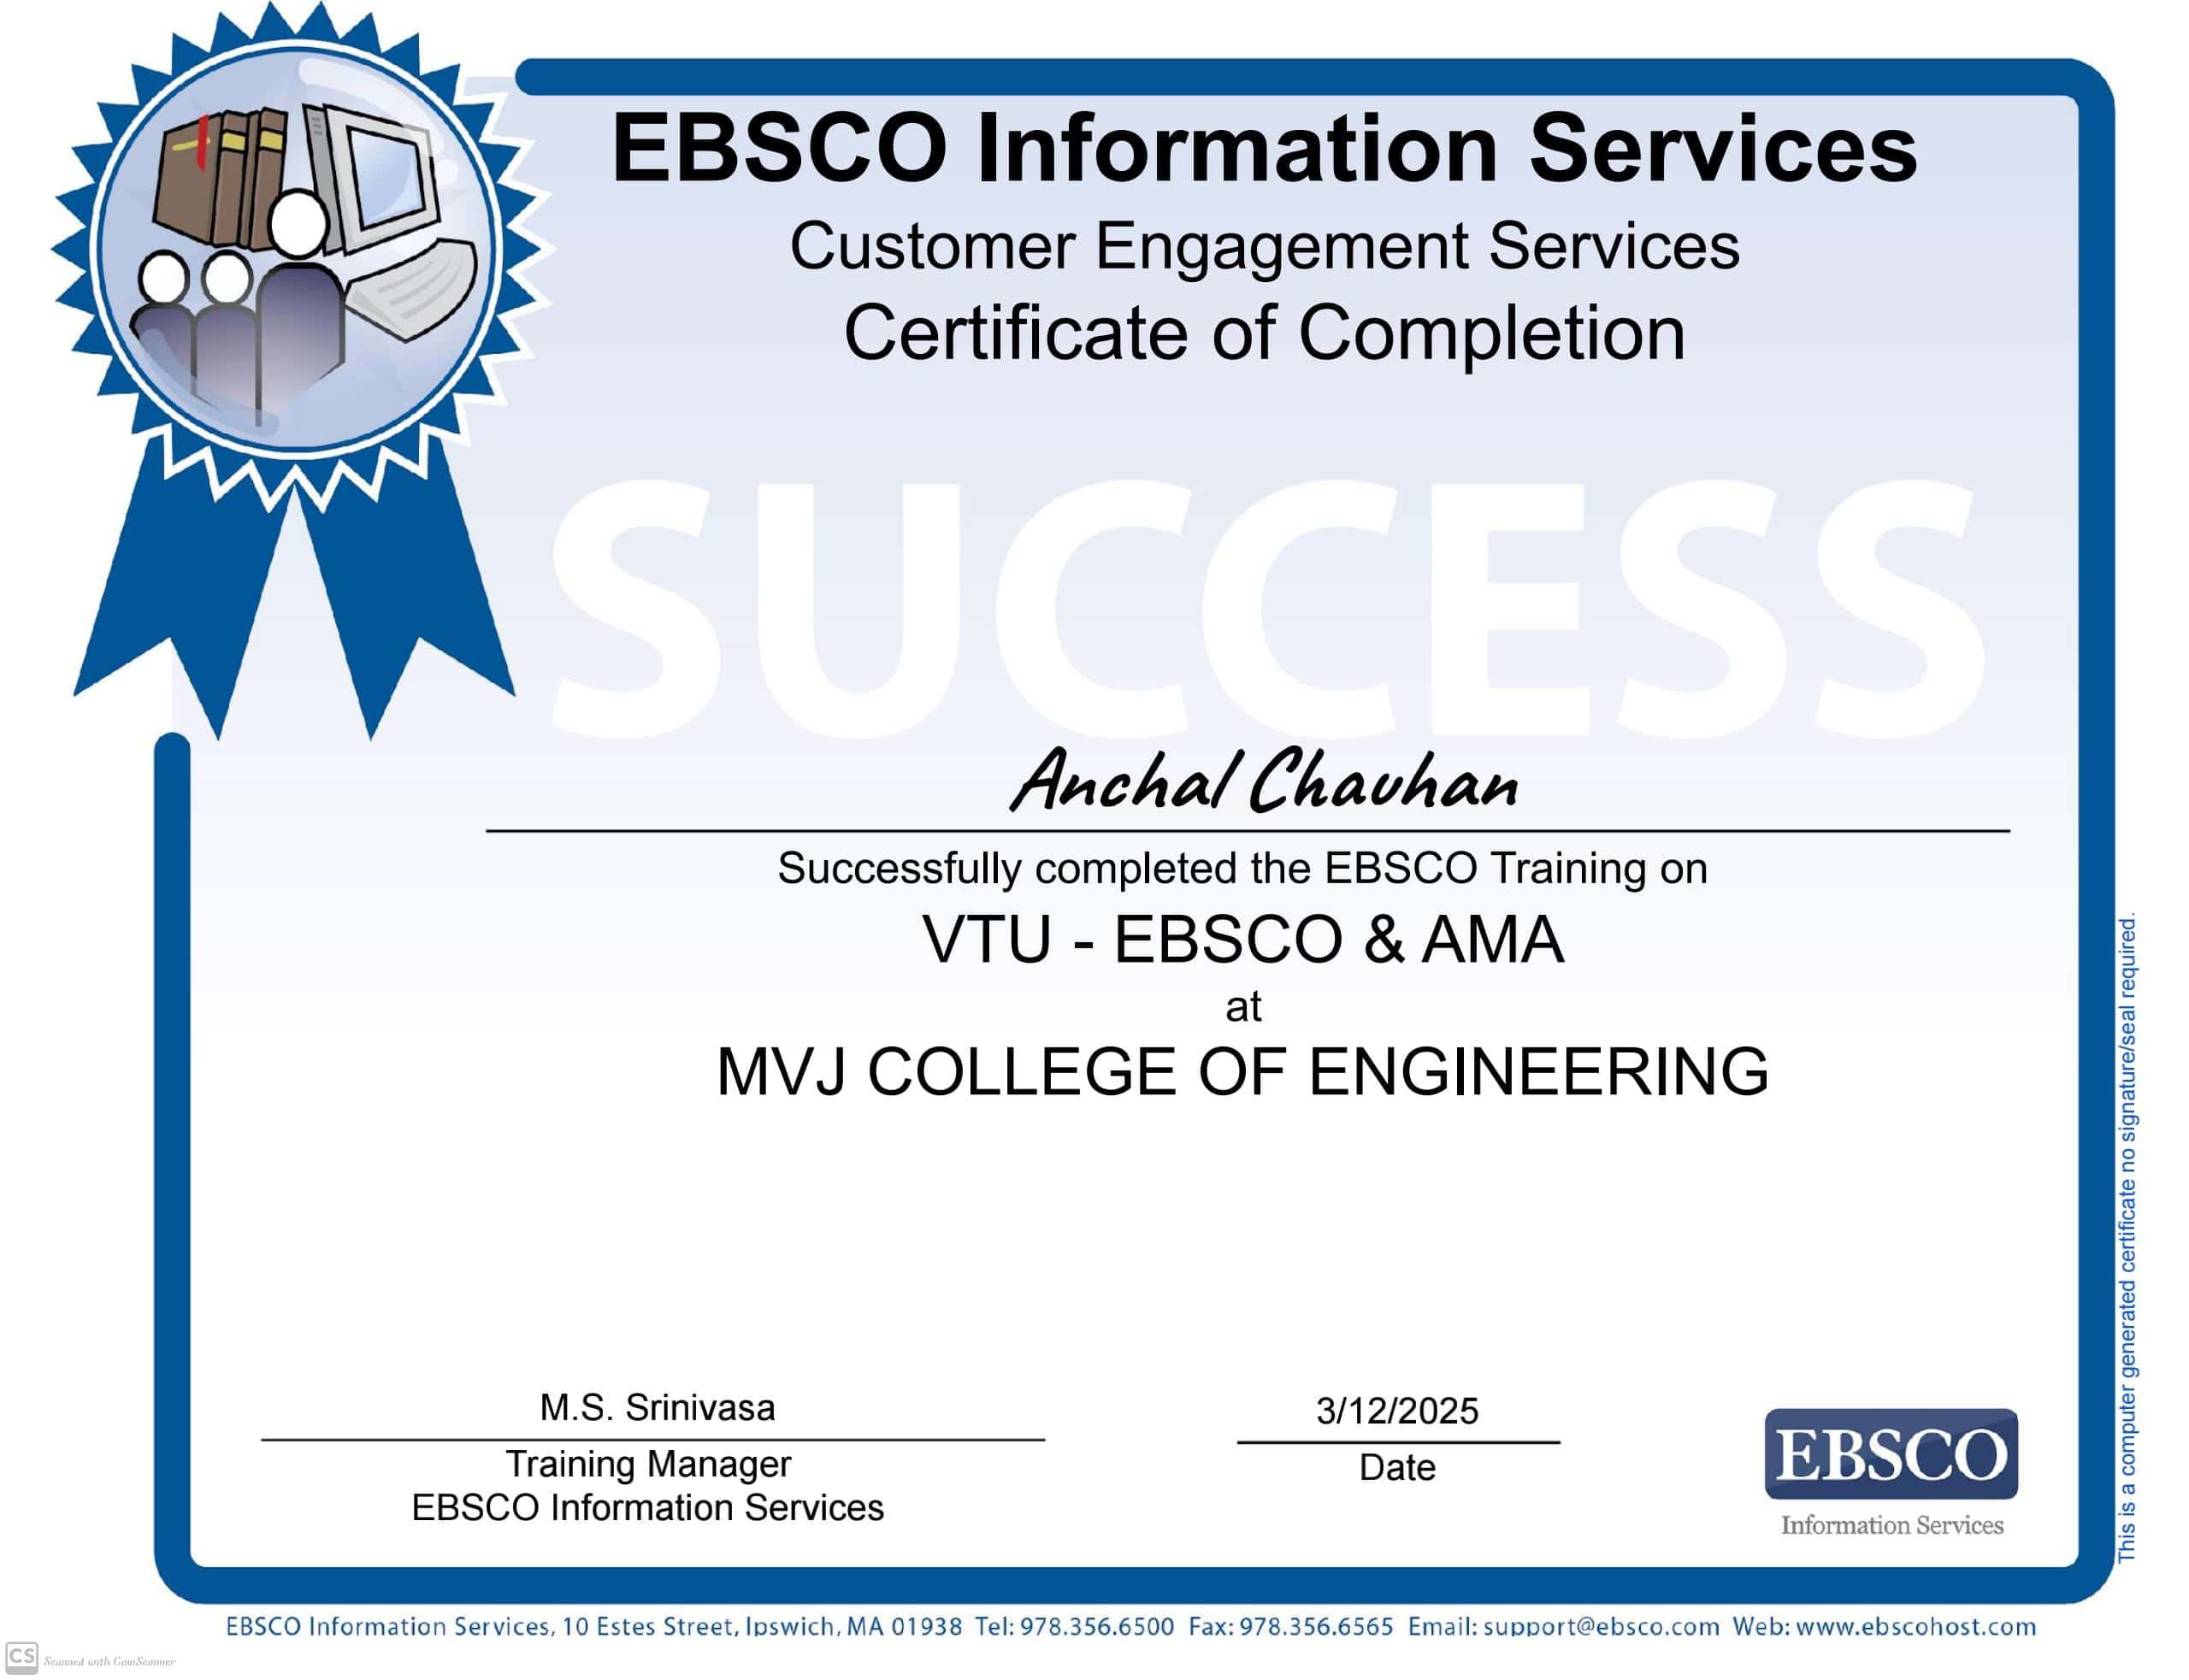 EBSCO Information Services
Customer Engagement Services
Certificate of Completion
SUCCESS
Anchal Chauhan
Successfully completed the EBSCO Training on
VTU - EBSCO & AMA
at
MVJ COLLEGE OF ENGINEERING
M.S. Srinivasa
Training Manager
EBSCO Information Services
3/12/2025
Date
EBSCO
Information Services
This is a computer generated certificate no signature/seal required.
EBSCO Information Services, 10 Estes Street, Ipswich, MA 01938 Tel: 978.356.6500 Fax: 978.356.6565 Email: support@ebsco.com Web: www.ebscohost.com
CS Scanned with CamScanner